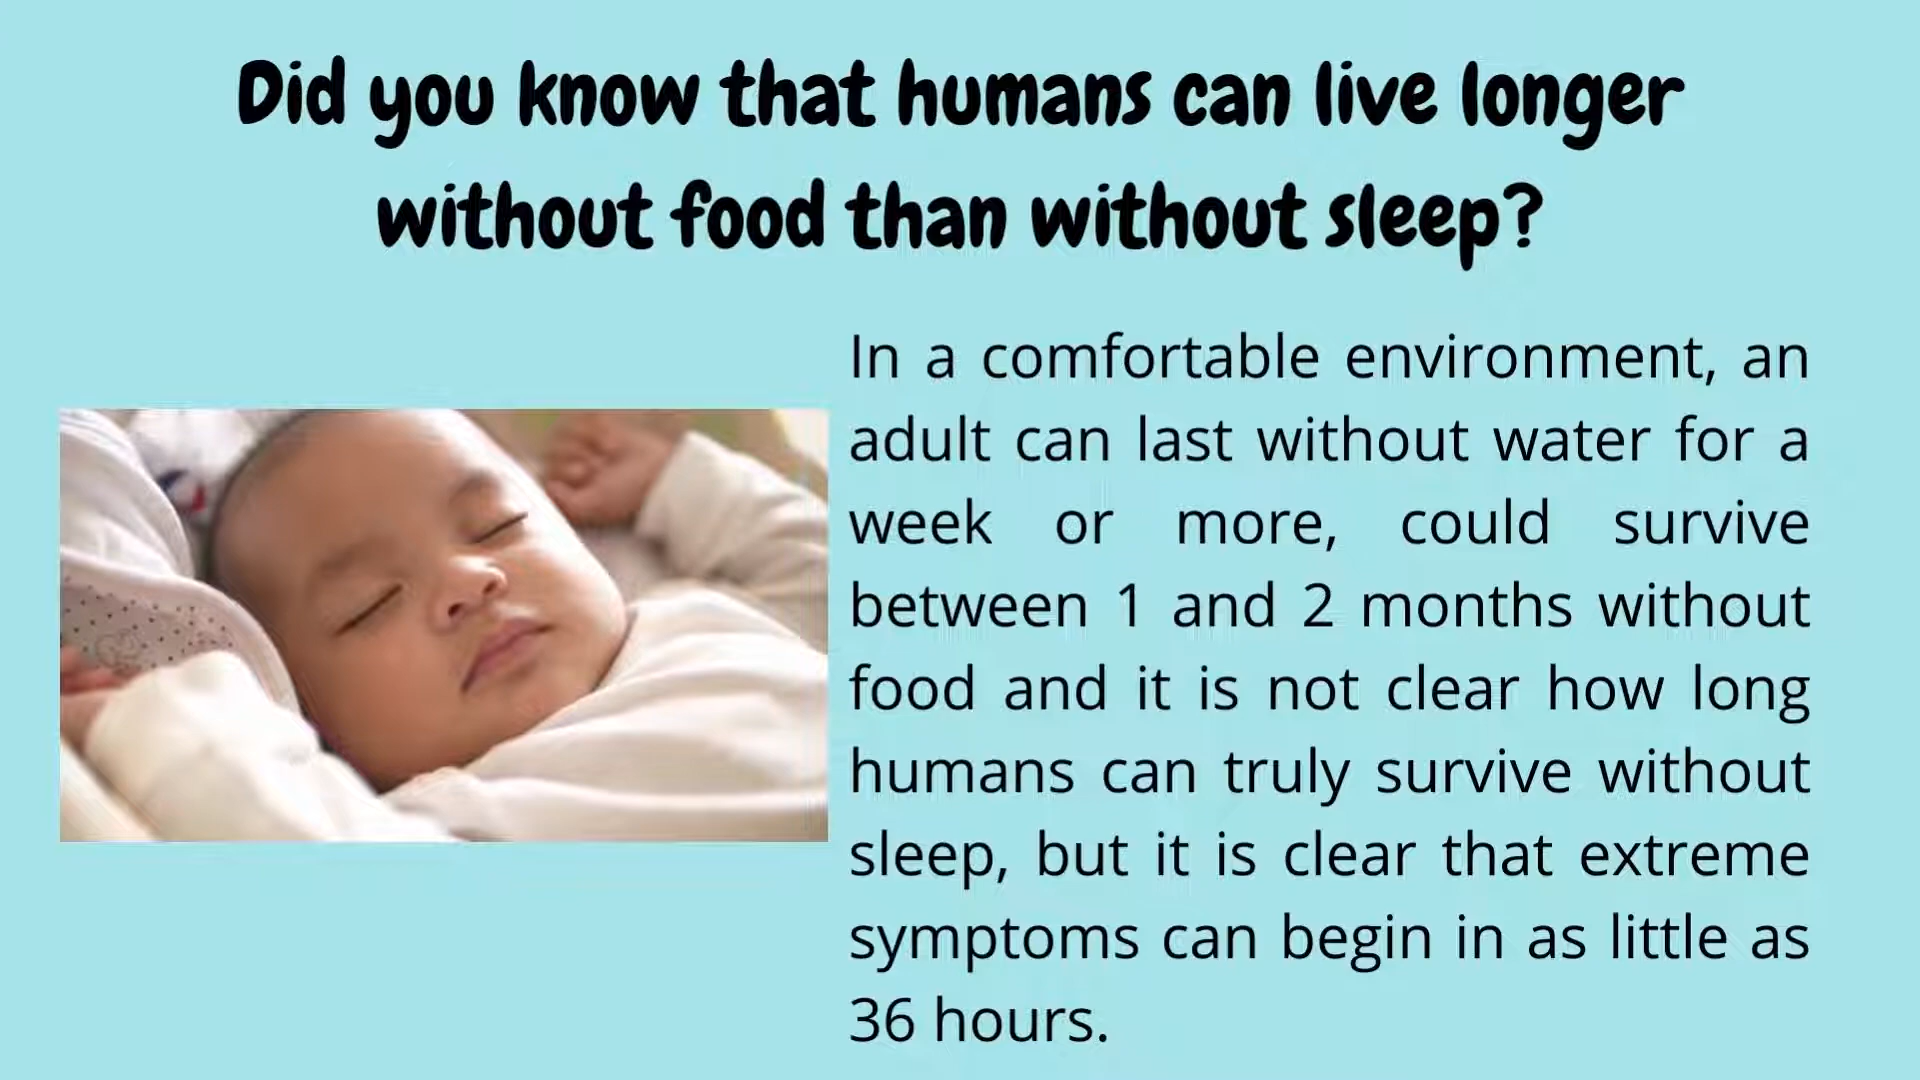 Did you know that humans can live longer
without food than without sleep?
In a comfortable environment, an
adult can last without water for a
week or more, could survive
between 1 and 2 months without
food and it is not clear how long
humans can truly survive without
sleep, but it is clear that extreme
symptoms can begin in as little as
36 hours.